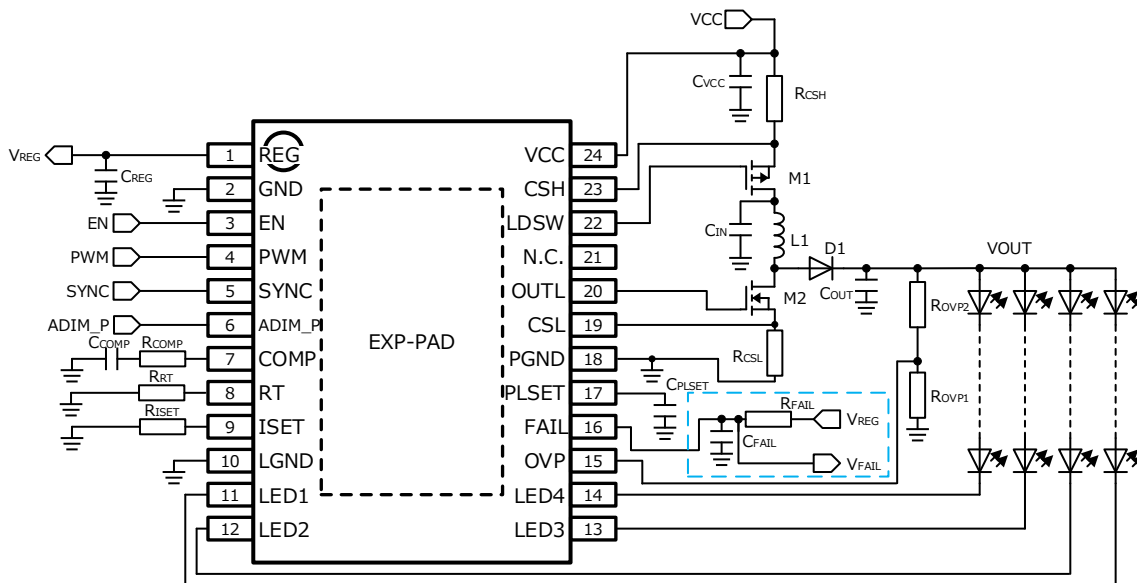 VCC
CVCC
RCSH
VREG
CREG
1 REG
2 GND
EN 3 EN
PWM 4 PWM
SYNC 5 SYNC
ADIM_P 6 ADIM_P
CCOMP RCOMP 7 COMP
RRT 8 RT
RISET 9 ISET
10 LGND
11 LED1
12 LED2
EXP-PAD
VCC 24
CSH 23
LDSW 22
N.C. 21
OUTL 20
CSL 19
PGND 18
PLSET 17
FAIL 16
OVP 15
LED4 14
LED3 13
M1
CIN
L1
D1
VOUT
M2
COUT
ROVP2
RCSL
CPLSET
RFAIL
VREG
CFAIL
VFAIL
ROVP1